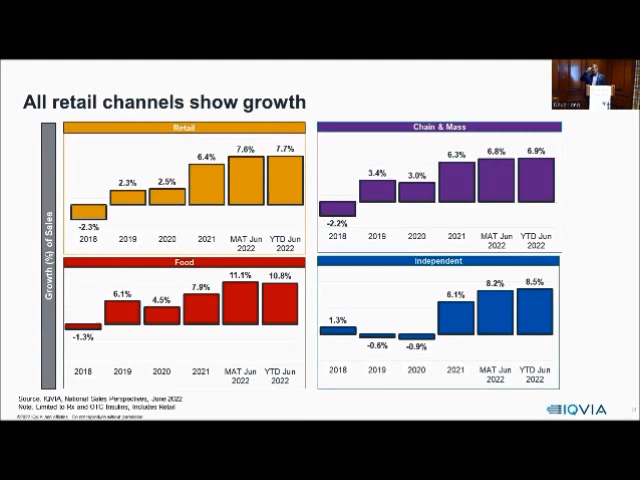 All retail channels show growth
Growth (%) of Sales
Retail
-2.3% 2.3% 2.5% 6.4% 7.6% 7.7%
2018 2019 2020 2021 MAT Jun 2022 YTD Jun 2022
Chain & Mass
-2.2% 3.4% 3.0% 6.3% 6.8% 6.9%
2018 2019 2020 2021 MAT Jun 2022 YTD Jun 2022
Food
-1.3% 6.1% 4.5% 7.9% 11.1% 10.8%
2018 2019 2020 2021 MAT Jun 2022 YTD Jun 2022
Independent
1.3% -0.6% -0.9% 6.1% 8.2% 8.5%
2018 2019 2020 2021 MAT Jun 2022 YTD Jun 2022
Source: IQVIA, National Sales Perspectives, June 2022
Note: Limited to Rx and OTC Insulins, Includes Retail
IQVIA